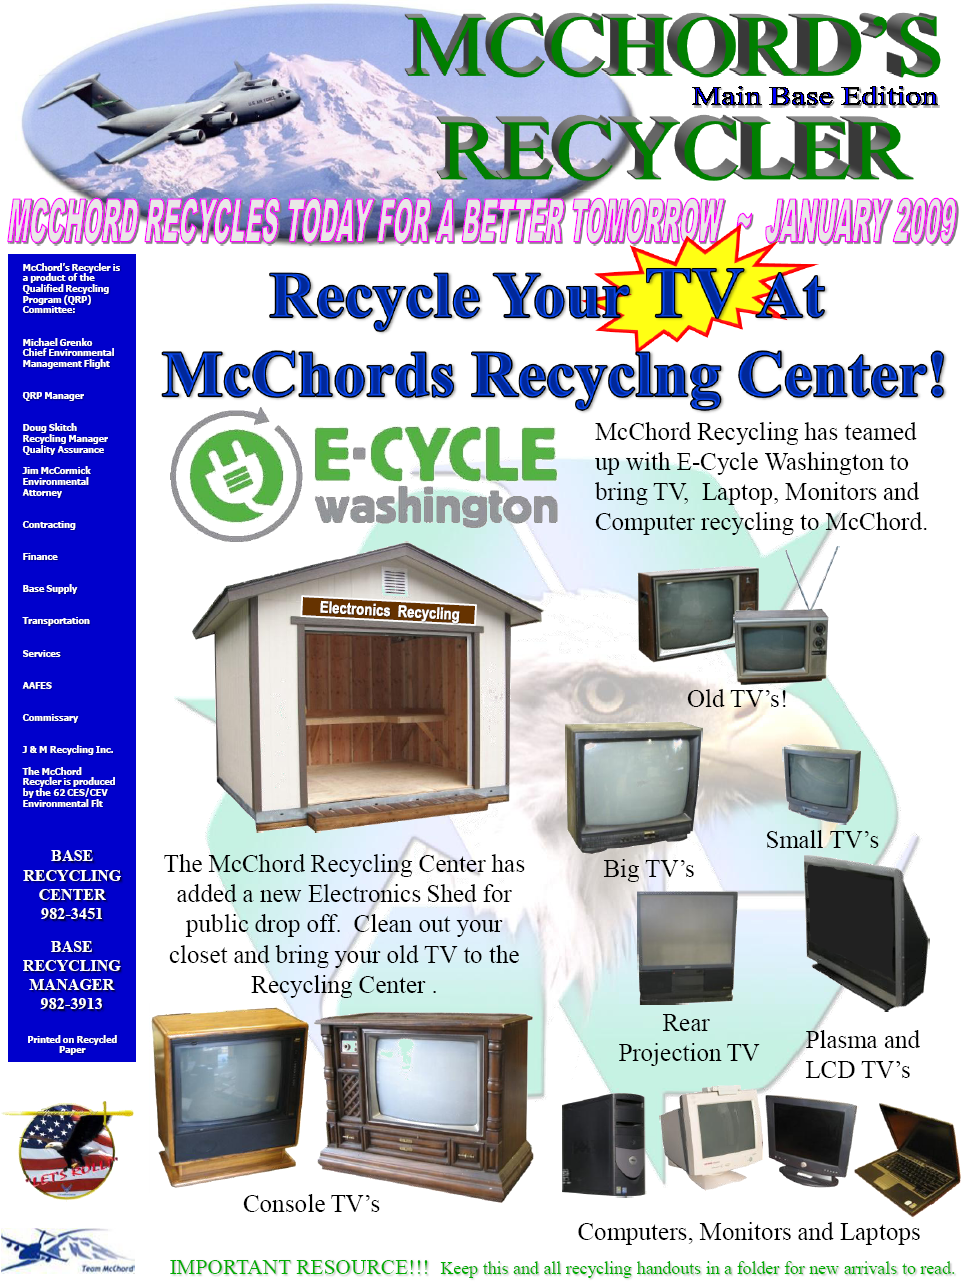 MCCHORD'S
Main Base Edition
RECYCLER
U.S. AIR FORCE
MCCHORD RECYCLES TODAY FOR A BETTER TOMORROW ~ JANUARY 2009
McChord's Recycler is
a product of the
Qualified Recycling
Program (QRP)
Committee:
Michael Grenko
Chief Environmental
Management Flight
QRP Manager
Doug Skitch
Recycling Manager
Quality Assurance
Jim McCormick
Environmental
Attorney
Contracting
Finance
Base Supply
Transportation
Services
AAFES
Commissary
J & M Recycling Inc.
The McChord
Recycler is produced
by the 62 CES/CEV
Environmental Flt
BASE
RECYCLING
CENTER
982-3451
BASE
RECYCLING
MANAGER
982-3913
Printed on Recycled
Paper
LET'S ROLL!
Team McChord
Recycle Your TV At
McChords Recyclng Center!
E-CYCLE
washington
McChord Recycling has teamed
up with E-Cycle Washington to
bring TV,  Laptop, Monitors and
Computer recycling to McChord.
Electronics Recycling
Old TV's!
Big TV's
Small TV's
The McChord Recycling Center has
added a new Electronics Shed for
public drop off.  Clean out your
closet and bring your old TV to the
Recycling Center .
Rear
Projection TV
Plasma and
LCD TV's
Console TV's
Computers, Monitors and Laptops
IMPORTANT RESOURCE!!!  Keep this and all recycling handouts in a folder for new arrivals to read.